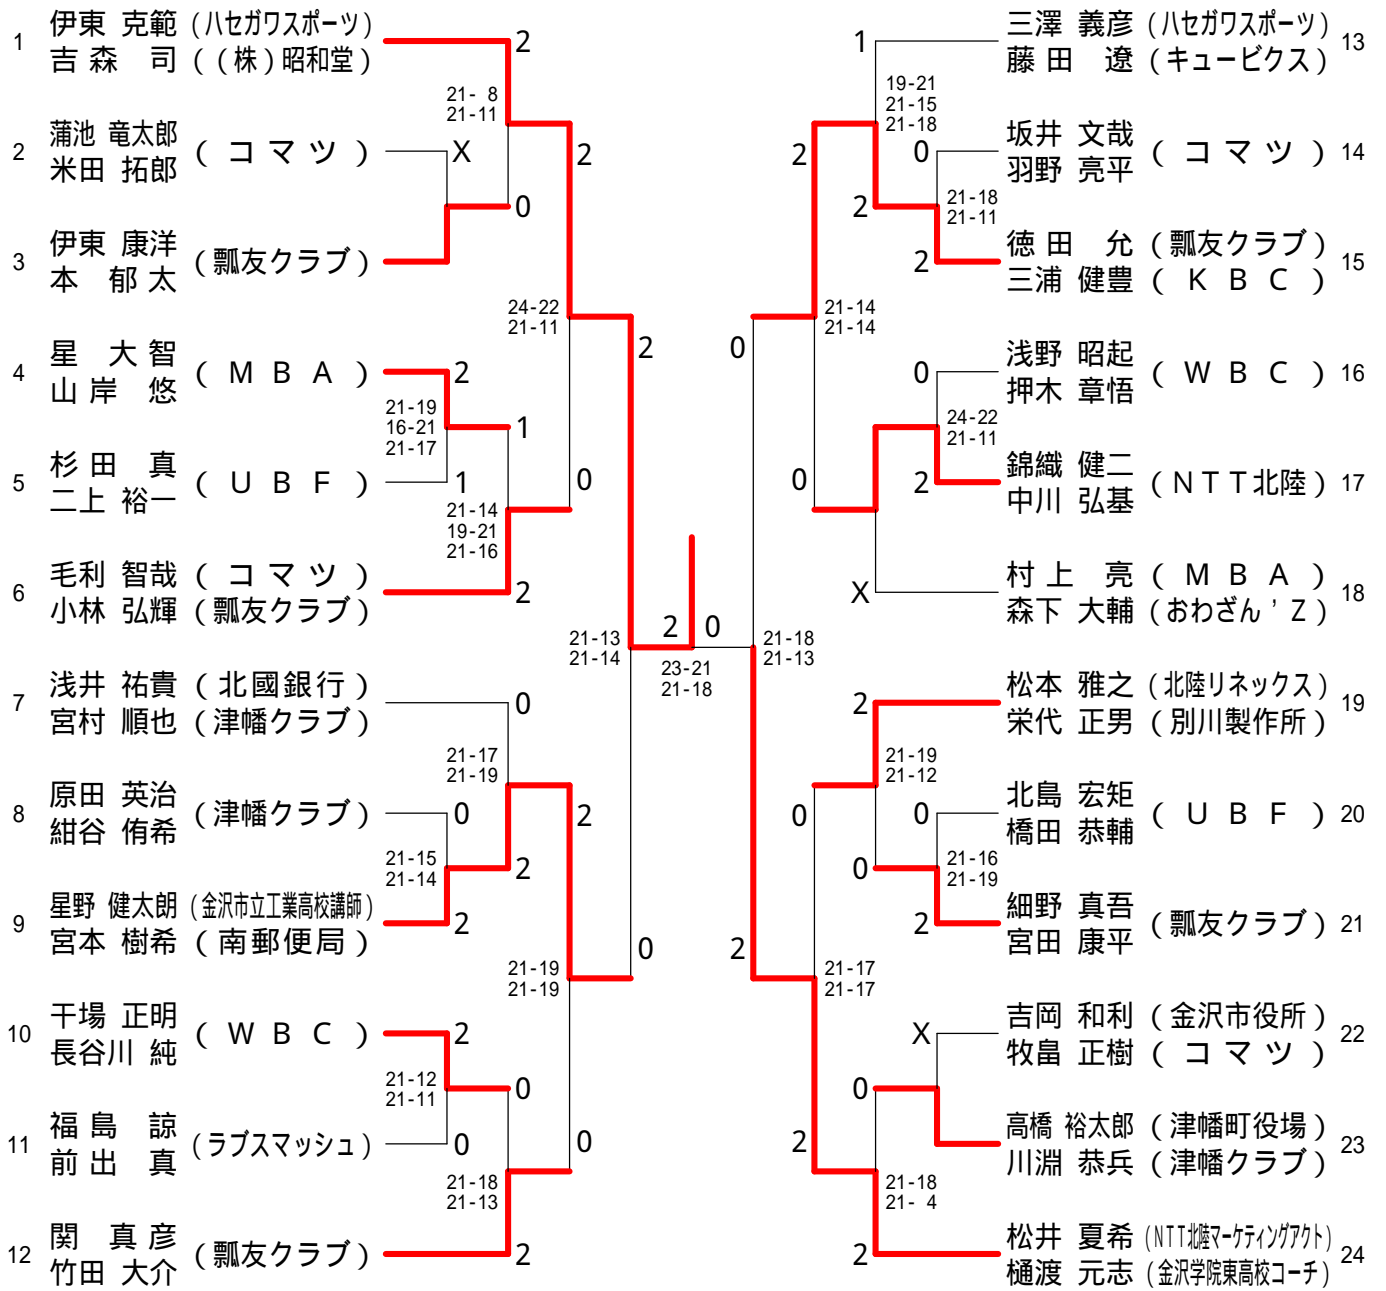 1 伊東 克範 (ハセガワスポーツ)
吉森 司 ((株)昭和堂)
2 蒲池 竜太郎 (コマツ)
米田 拓郎
3 伊東 康洋 (瓢友クラブ)
本 郁太
4 星 大智 (MBA)
山岸 悠
5 杉田 真 (UBF)
二上 裕一
6 毛利 智哉 (コマツ)
小林 弘輝 (瓢友クラブ)
7 浅井 祐貴 (北國銀行)
宮村 順也 (津幡クラブ)
8 原田 英治 (津幡クラブ)
紺谷 侑希
9 星野 健太朗 (金沢市立工業高校講師)
宮本 樹希 (南郵便局)
10 干場 正明 (WBC)
長谷川 純
11 福島 諒 (ラブスマッシュ)
前出 真
12 関 真彦 (瓢友クラブ)
竹田 大介
2
21- 8
21-11
X
0
2
24-22
21-11
2
21-19
16-21
21-17
1
1
21-14
19-21
21-16
2
0
2
21-13
21-14
0
21-17
21-19
0
21-15
21-14
2
2
2
21-19
21-19
0
2
21-12
21-11
0
0
21-18
21-13
2
0
2 0
23-21
21-18
三澤 義彦 (ハセガワスポーツ) 13
藤田 遼 (キュービクス)
坂井 文哉 (コマツ) 14
羽野 亮平
徳田 允 (瓢友クラブ) 15
三浦 健豊 (KBC)
浅野 昭起 (WBC) 16
押木 章悟
錦織 健二 (NTT北陸) 17
中川 弘基
村上 亮 (MBA) 18
森下 大輔 (おわざん'Z)
松本 雅之 (北陸リネックス) 19
栄代 正男 (別川製作所)
北島 宏矩 (UBF) 20
橋田 恭輔
細野 真吾 (瓢友クラブ) 21
宮田 康平
吉岡 和利 (金沢市役所) 22
牧畠 正樹 (コマツ)
高橋 裕太郎 (津幡町役場) 23
川淵 恭兵 (津幡クラブ)
松井 夏希 (NTT北陸マーケティングアクト) 24
樋渡 元志 (金沢学院東高校コーチ)
1
19-21
21-15
21-18
0
21-18
21-11
2
2
2
21-14
21-14
0
0
24-22
21-11
2
0
X
21-18
21-13
2
21-19
21-12
0
0
21-16
21-19
2
0
2
21-17
21-17
X
0
2
21-18
21- 4
2